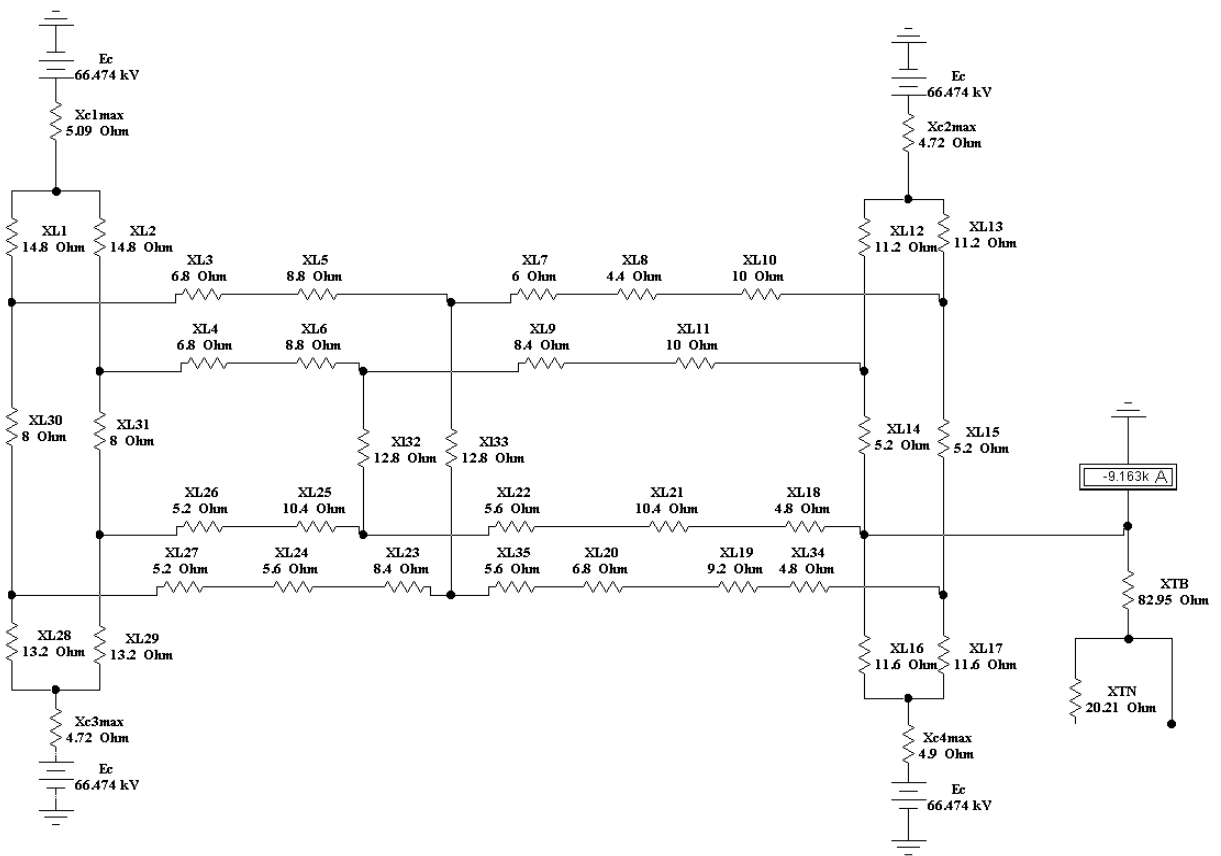 Ec
66.474 kV
Xc1max
5.09 Ohm
Ec
66.474 kV
Xc2max
4.72 Ohm
XL1
14.8 Ohm
XL2
14.8 Ohm
XL12
11.2 Ohm
XL13
11.2 Ohm
XL3
6.8 Ohm
XL5
8.8 Ohm
XL7
6 Ohm
XL8
4.4 Ohm
XL10
10 Ohm
XL4
6.8 Ohm
XL6
8.8 Ohm
XL9
8.4 Ohm
XL11
10 Ohm
XL30
8 Ohm
XL31
8 Ohm
Xl32
12.8 Ohm
Xl33
12.8 Ohm
XL14
5.2 Ohm
XL15
5.2 Ohm
-9.163k A
XL26
5.2 Ohm
XL25
10.4 Ohm
XL22
5.6 Ohm
XL21
10.4 Ohm
XL18
4.8 Ohm
XL27
5.2 Ohm
XL24
5.6 Ohm
XL23
8.4 Ohm
XL35
5.6 Ohm
XL20
6.8 Ohm
XL19
9.2 Ohm
XL34
4.8 Ohm
XTB
82.95 Ohm
XL28
13.2 Ohm
XL29
13.2 Ohm
XL16
11.6 Ohm
XL17
11.6 Ohm
XTN
20.21 Ohm
Xc3max
4.72 Ohm
Ec
66.474 kV
Xc4max
4.9 Ohm
Ec
66.474 kV